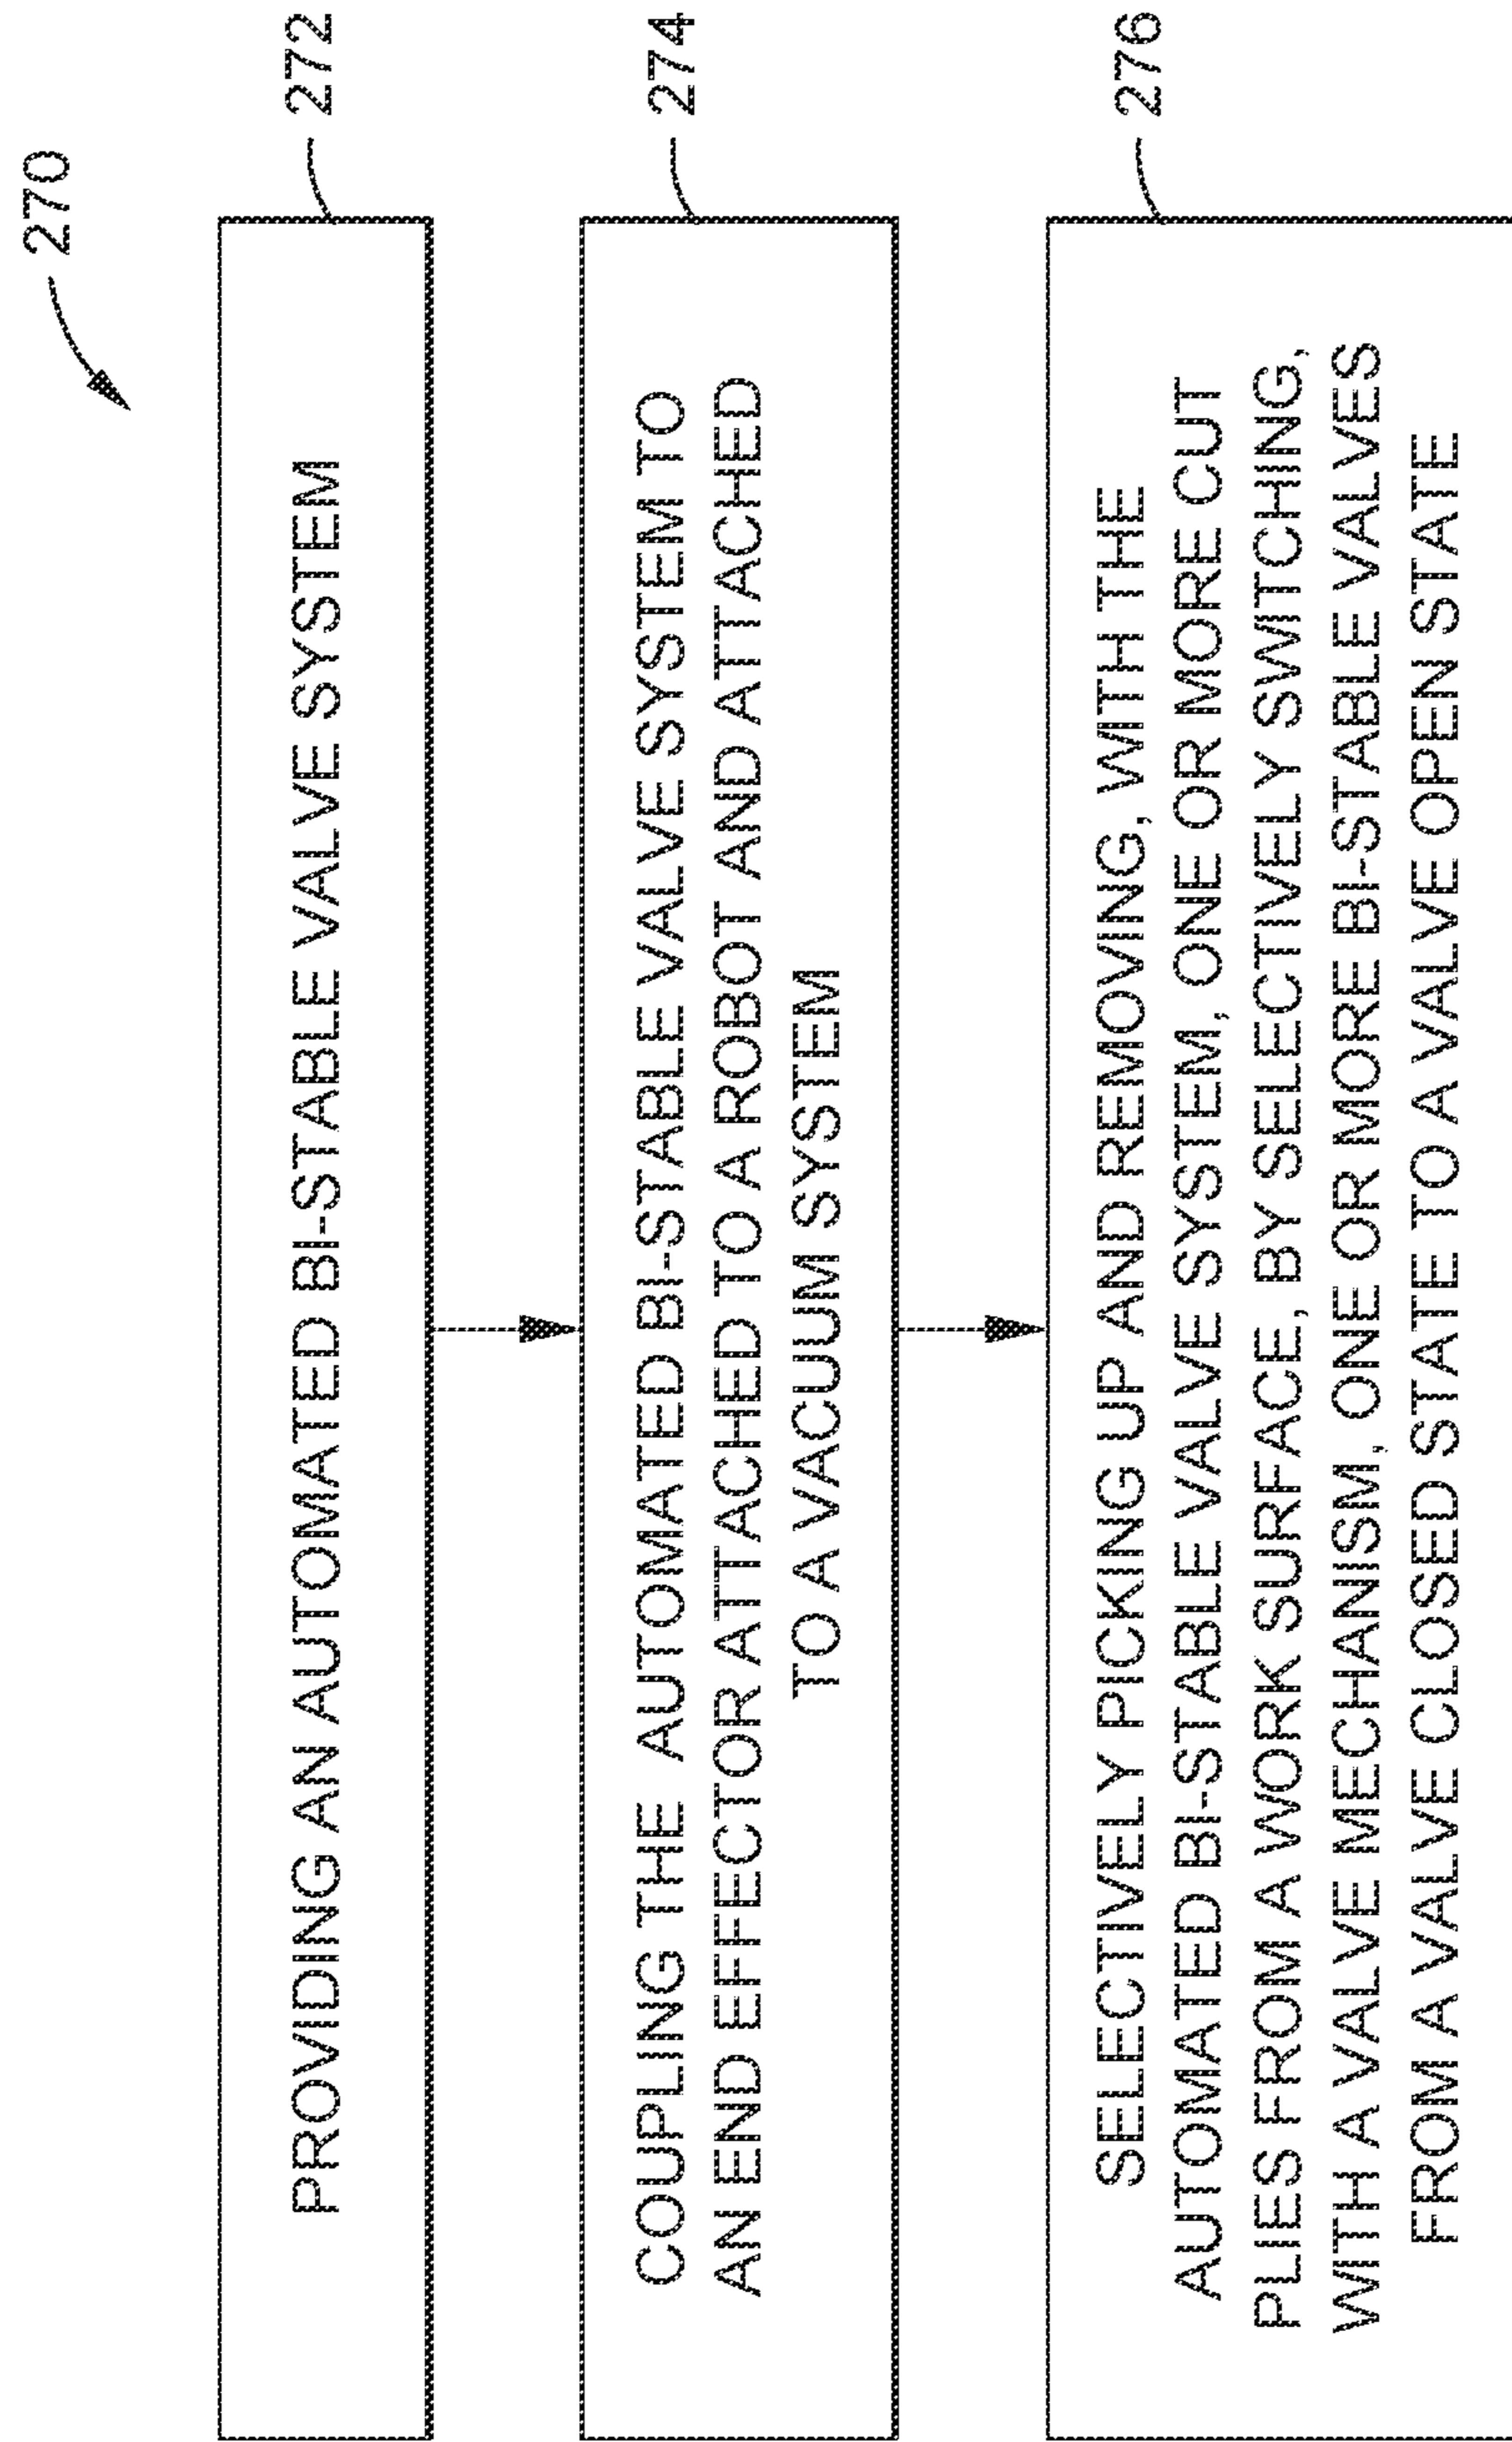 270
272
PROVIDING AN AUTOMATED BI-STABLE VALVE SYSTEM
274
COUPLING THE AUTOMATED BI-STABLE VALVE SYSTEM TO
AN END EFFECTOR ATTACHED TO A ROBOT AND ATTACHED
TO A VACUUM SYSTEM
276
SELECTIVELY PICKING UP AND REMOVING, WITH THE
AUTOMATED BI-STABLE VALVE SYSTEM, ONE OR MORE CUT
PLIES FROM A WORK SURFACE, BY SELECTIVELY SWITCHING,
WITH A VALVE MECHANISM, ONE OR MORE BI-STABLE VALVES
FROM A VALVE CLOSED STATE TO A VALVE OPEN STATE